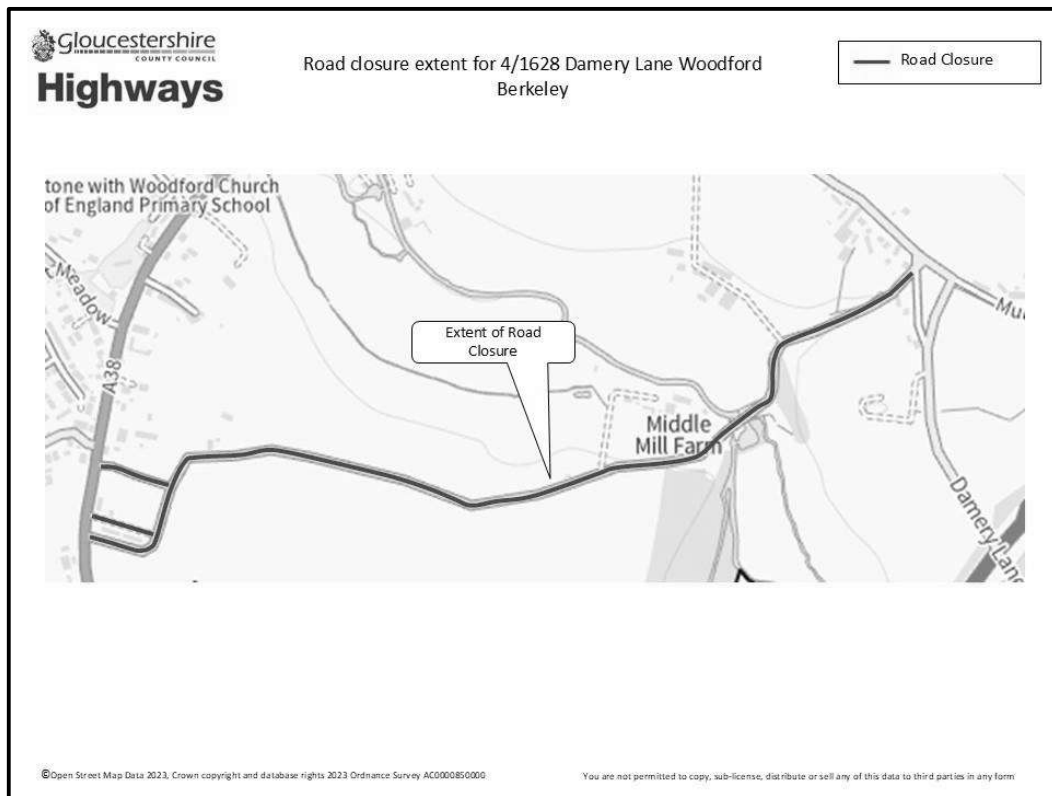 Gloucestershire
COUNTY COUNCIL
Highways
Road closure extent for 4/1628 Damery Lane Woodford
Berkeley
Road Closure
tone with Woodford Church
of England Primary School
Meadow
A38
Extent of Road
Closure
Middle
Mill Farm
Mu
Damery Lane
©Open Street Map Data 2023, Crown copyright and database rights 2023 Ordnance Survey AC0000850000
You are not permitted to copy, sub-license, distribute or sell any of this data to third parties in any form